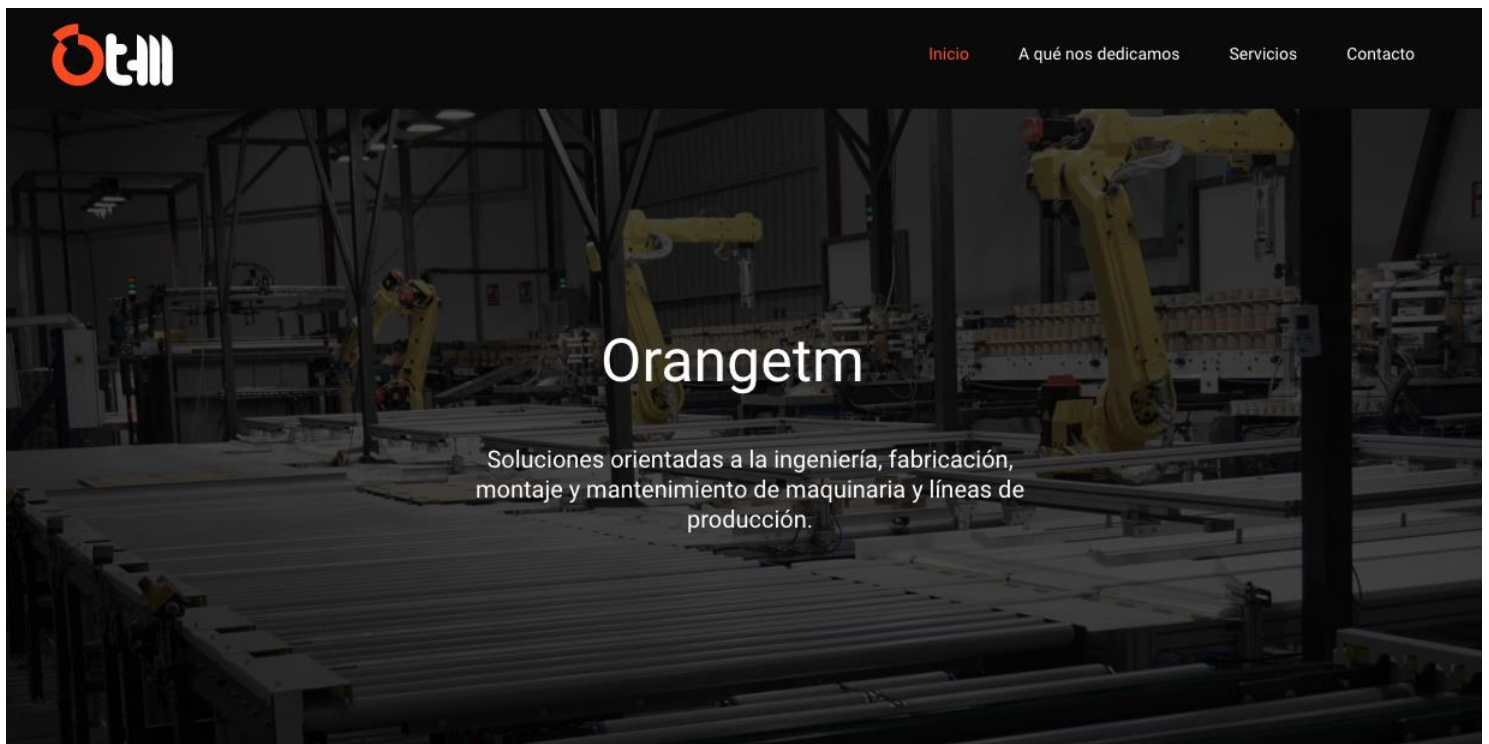 Otm
Inicio
A qué nos dedicamos
Servicios
Contacto
Orangetm
Soluciones orientadas a la ingeniería, fabricación,
montaje y mantenimiento de maquinaria y líneas de
producción.